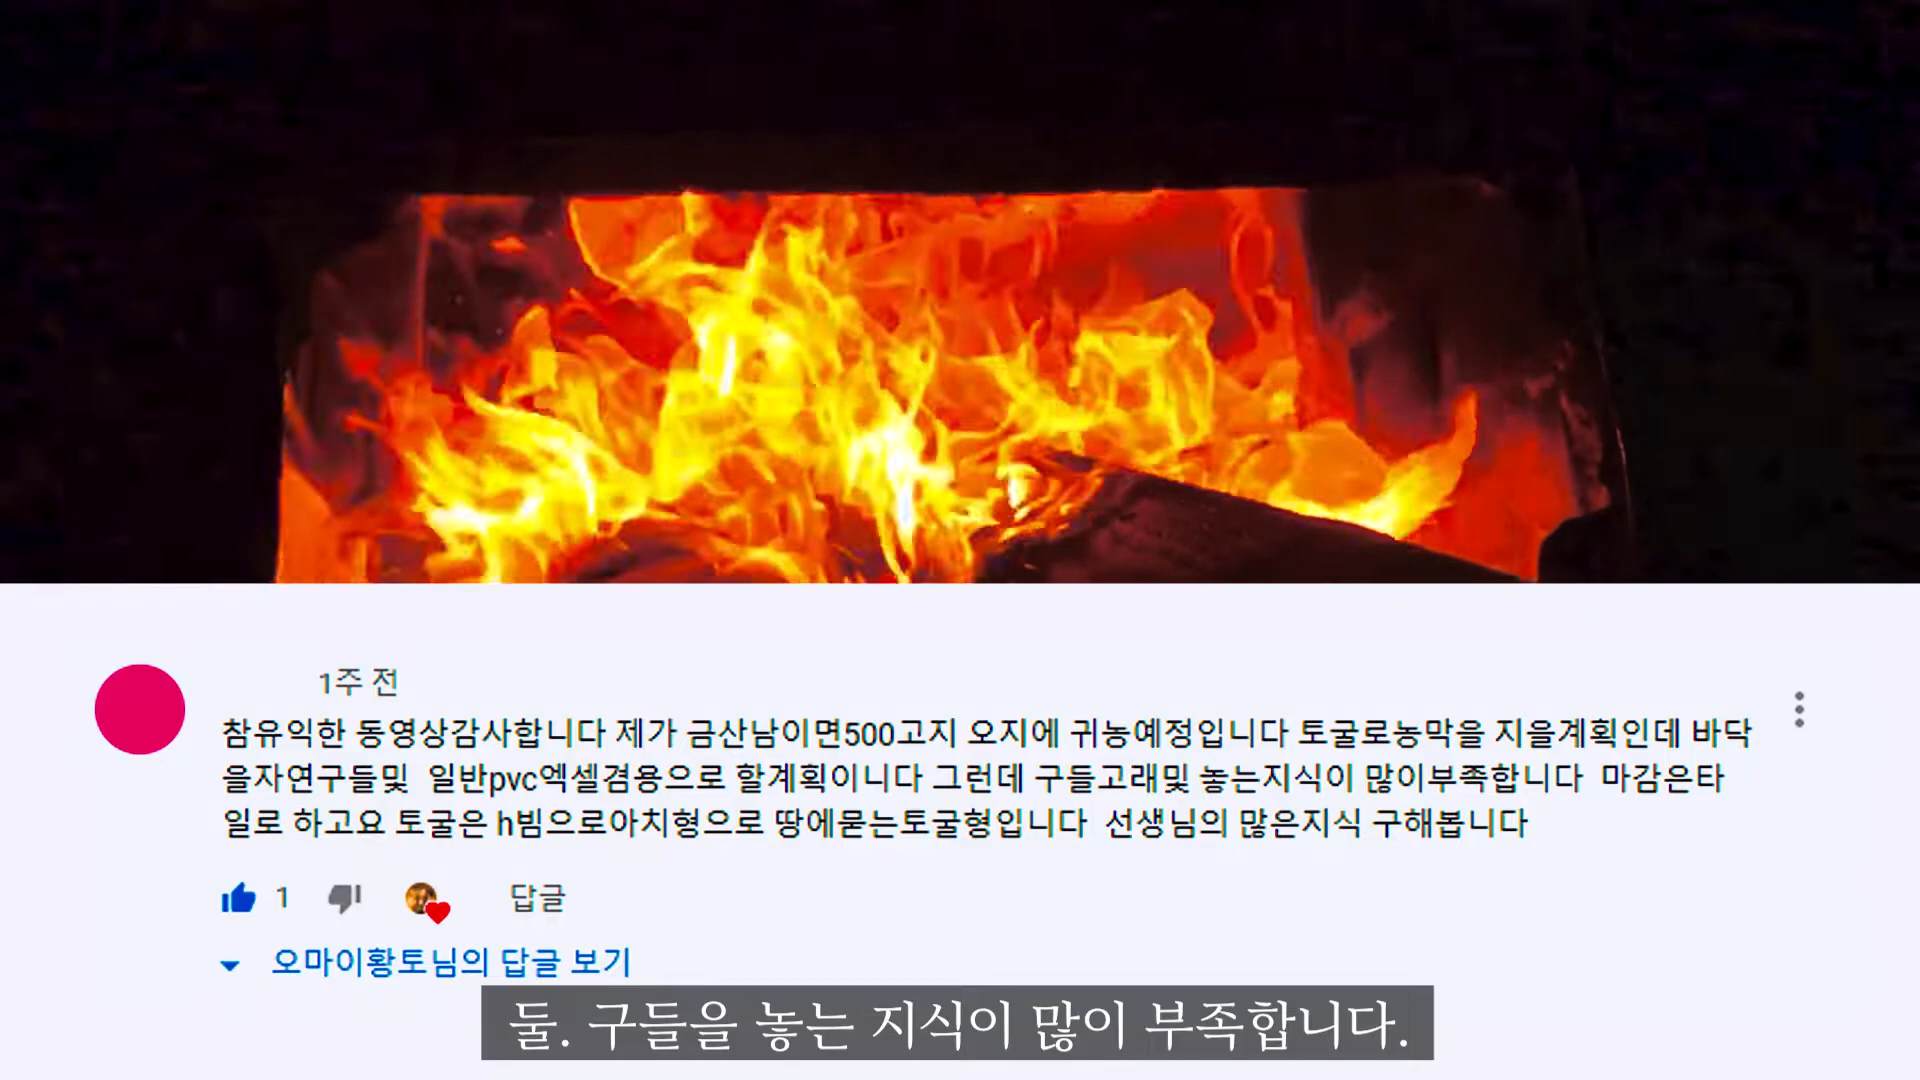 1주 전
참유익한 동영상감사합니다 제가 금산남이면500고지 오지에 귀농예정입니다 토굴로농막을 지을계획인데 바닥
을자연구들및 일반pvc엑셀겸용으로 할계획이니다 그런데 구들고래및 놓는지식이 많이부족합니다 마감은타
일로 하고요 토굴은 h빔으로아치형으로 땅에묻는토굴형입니다 선생님의 많은지식 구해봅니다
1 답글
오마이황토님의 답글 보기
둘. 구들을 놓는 지식이 많이 부족합니다.